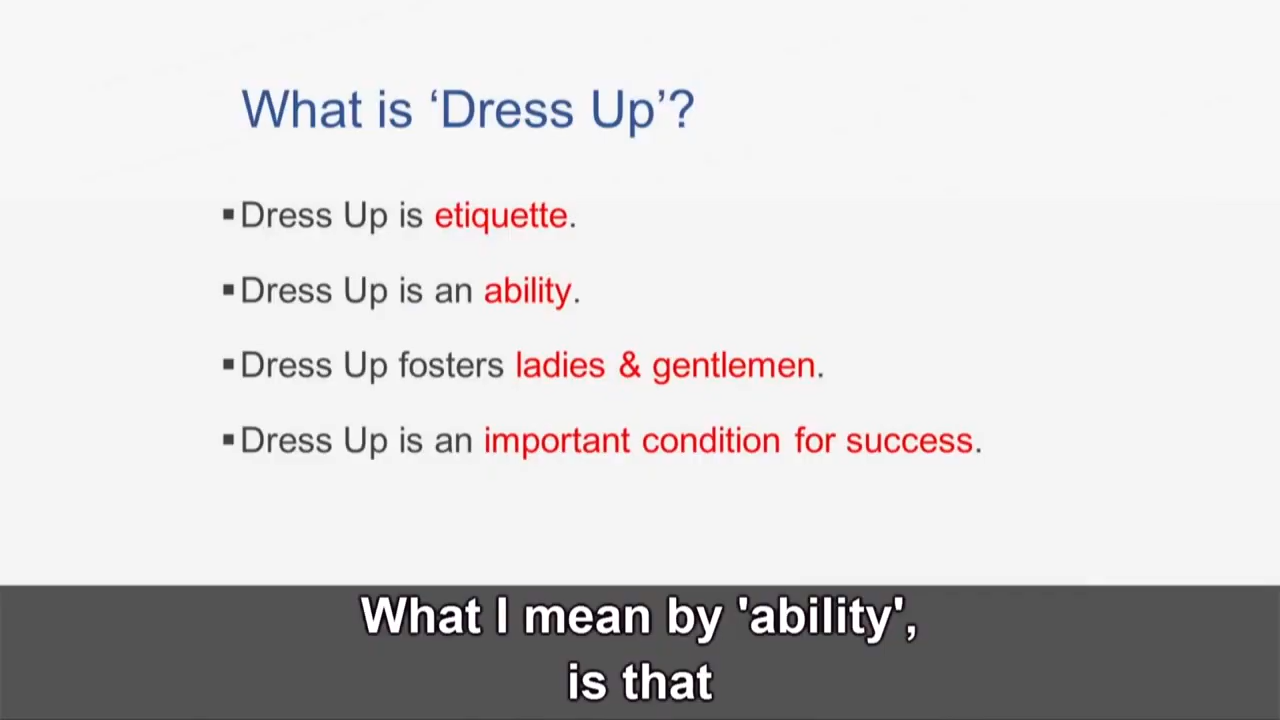 What is ‘Dress Up’?
▪Dress Up is etiquette.
▪Dress Up is an ability.
▪Dress Up fosters ladies & gentlemen.
▪Dress Up is an important condition for success.
What I mean by 'ability',
is that